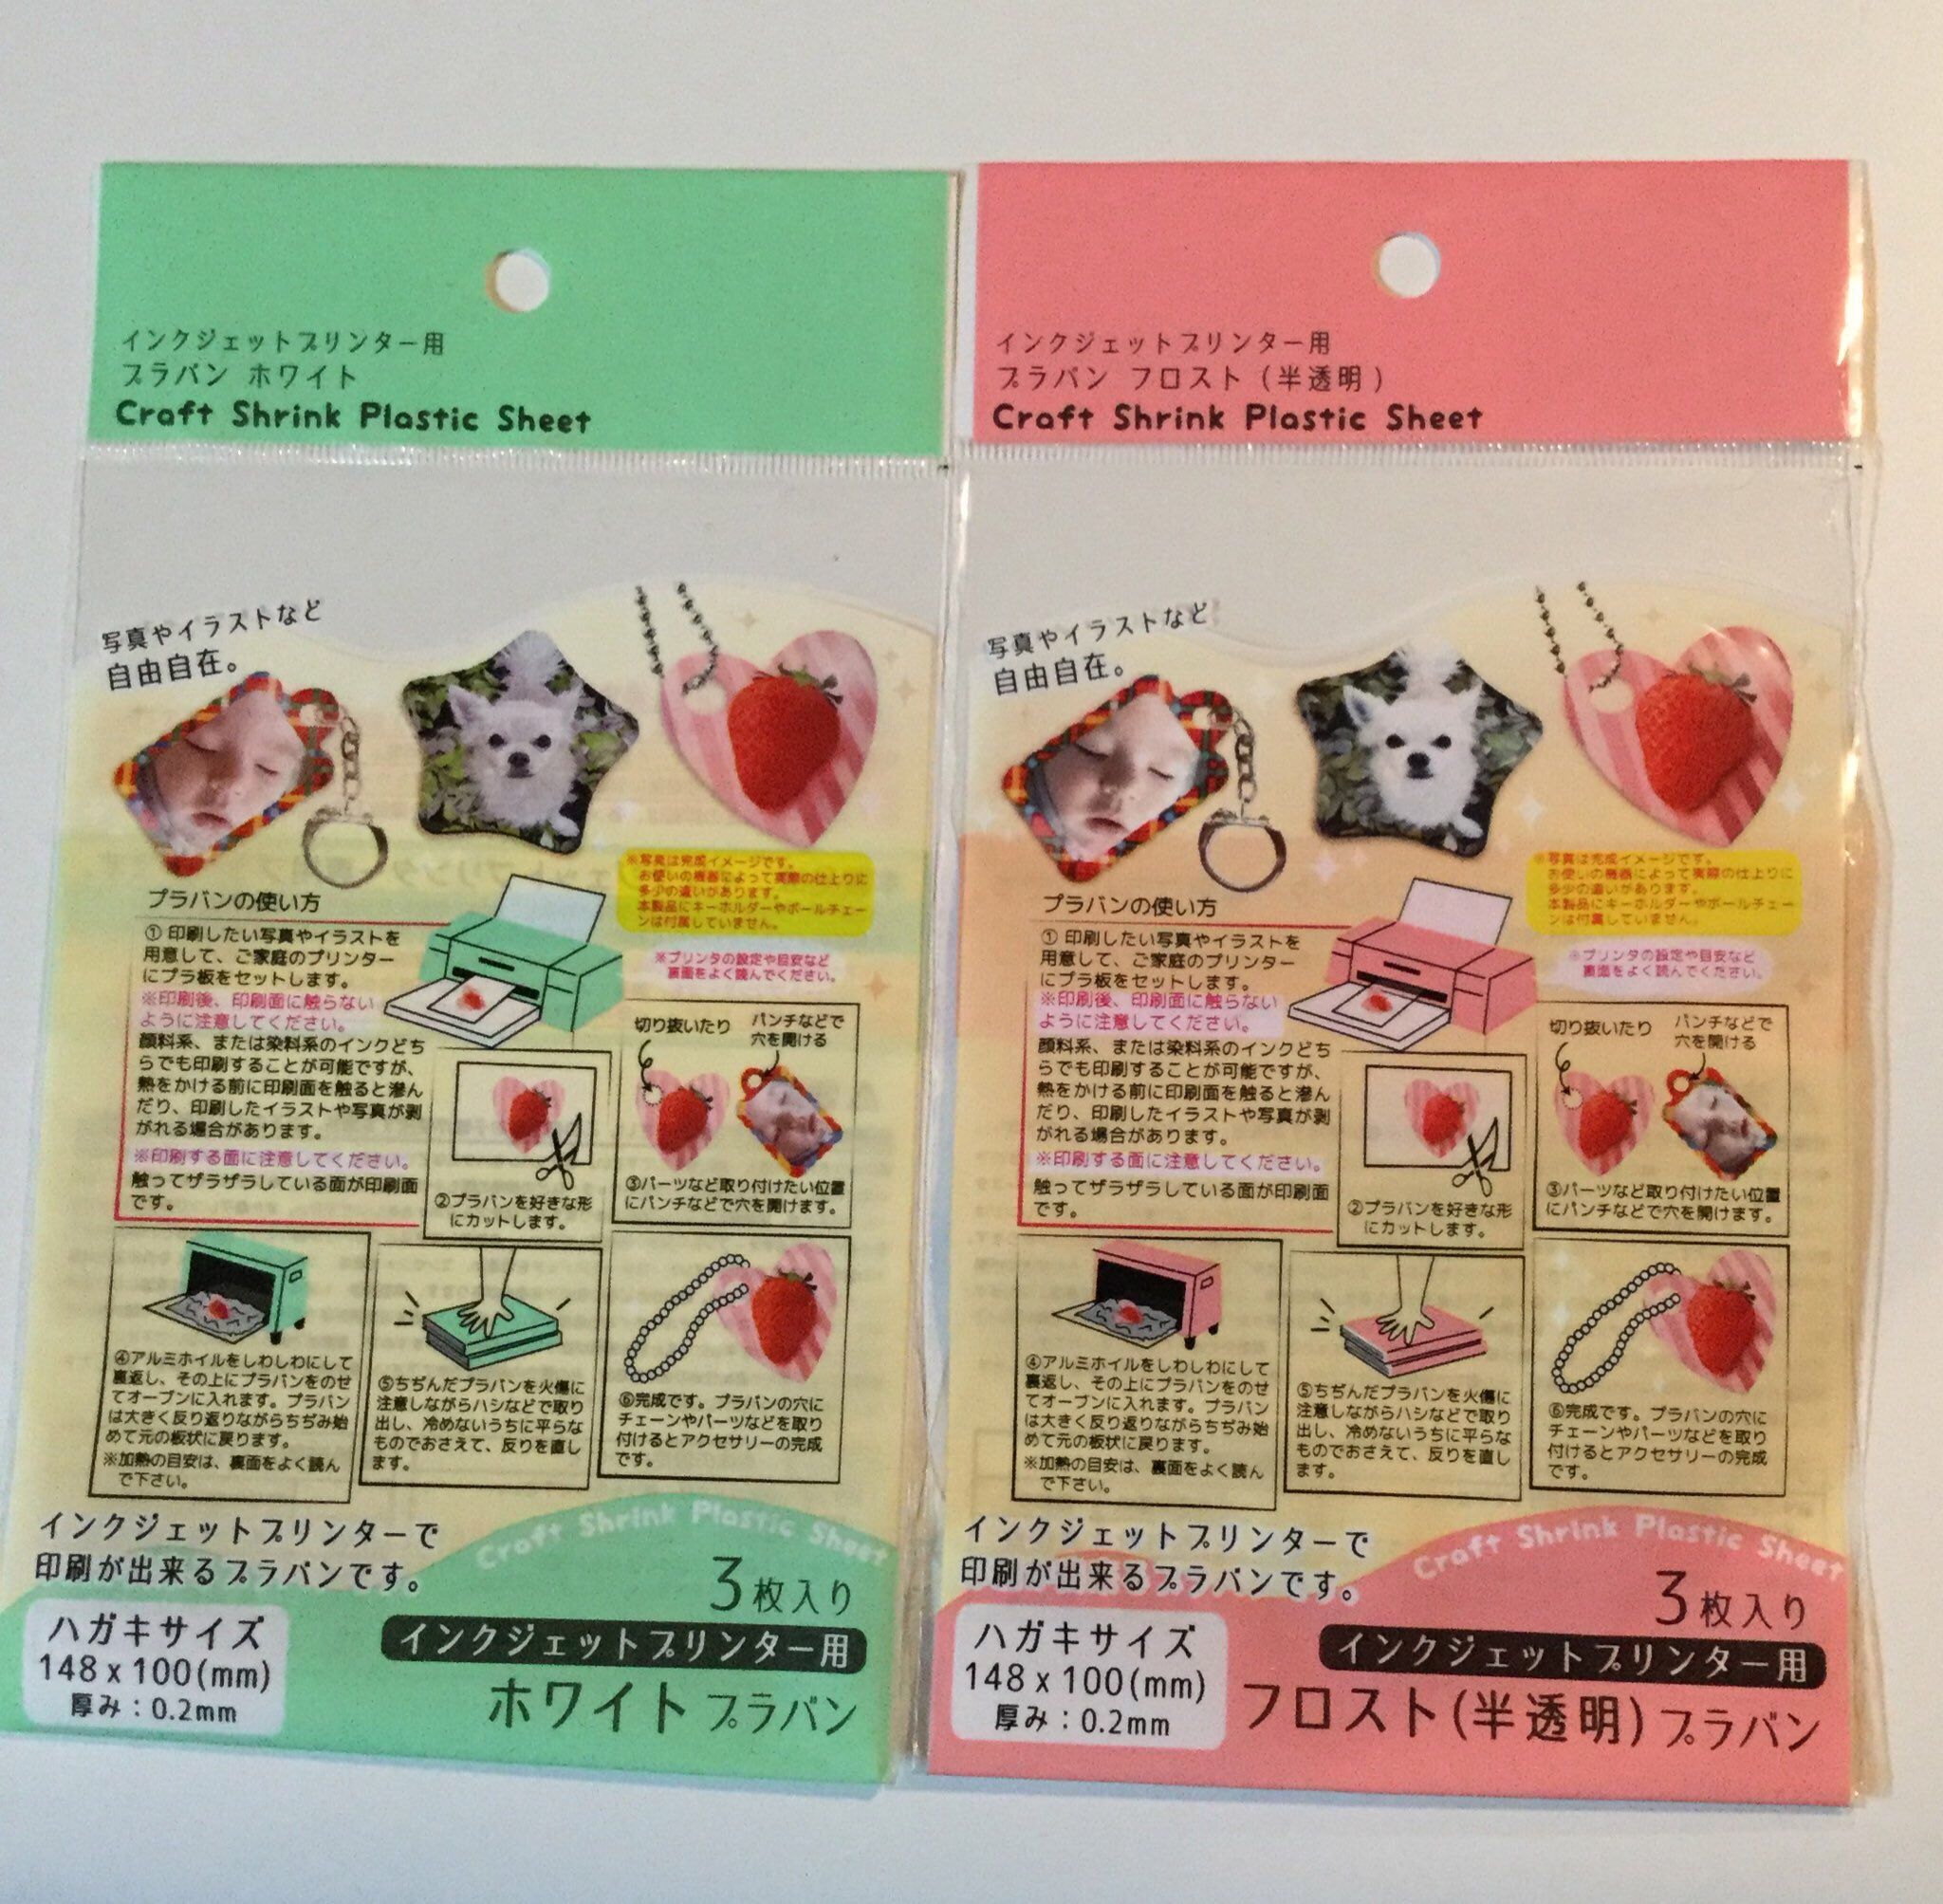 インクジェットプリンター用
プラバン ホワイト
Craft Shrink Plastic Sheet
写真やイラストなど
自由自在。
※写真は完成イメージです。
お使いの機器によって実際の仕上りに
多少の違いがあります。
本製品にキーホルダーやボールチェー
ンは付属していません。
※プリンタの設定や目安など
裏面をよく読んでください。
プラバンの使い方
① 印刷したい写真やイラストを
用意して、ご家庭のプリンター
にプラ板をセットします。
※印刷後、印刷面に触らない
ように注意してください。
顔料系、または染料系のインクどち
らでも印刷することが可能ですが、
熱をかける前に印刷面を触ると滲ん
だり、印刷したイラストや写真が剥
がれる場合があります。
※印刷する面に注意してください。
触ってザラザラしている面が印刷面
です。
②プラバンを好きな形
にカットします。
切り抜いたり
パンチなどで
穴を開ける
③パーツなど取り付けたい位置
にパンチなどで穴を開けます。
④アルミホイルをしわしわにして
裏返し、その上にプラバンをのせ
てオーブンに入れます。プラバン
は大きく反り返りながらちぢみ始
めて元の板状に戻ります。
※加熱の目安は、裏面をよく読ん
で下さい。
⑤ちぢんだプラバンを火傷に
注意しながらハシなどで取り
出し、冷めないうちに平らな
ものでおさえて、反りを直し
ます。
⑥完成です。プラバンの穴に
チェーンやパーツなどを取り
付けるとアクセサリーの完成
です。
インクジェットプリンターで
印刷が出来るプラバンです。
Craft Shrink Plastic Sheet
3枚入り
ハガキサイズ
148 x 100(mm)
厚み：0.2mm
インクジェットプリンター用
ホワイト プラバン
インクジェットプリンター用
プラバン フロスト（半透明）
Craft Shrink Plastic Sheet
写真やイラストなど
自由自在。
※写真は完成イメージです。
お使いの機器によって実際の仕上りに
多少の違いがあります。
本製品にキーホルダーやボールチェー
ンは付属していません。
※プリンタの設定や目安など
裏面をよく読んでください。
プラバンの使い方
① 印刷したい写真やイラストを
用意して、ご家庭のプリンター
にプラ板をセットします。
※印刷後、印刷面に触らない
ように注意してください。
顔料系、または染料系のインクどち
らでも印刷することが可能ですが、
熱をかける前に印刷面を触ると滲ん
だり、印刷したイラストや写真が剥
がれる場合があります。
※印刷する面に注意してください。
触ってザラザラしている面が印刷面
です。
②プラバンを好きな形
にカットします。
切り抜いたり
パンチなどで
穴を開ける
③パーツなど取り付けたい位置
にパンチなどで穴を開けます。
④アルミホイルをしわしわにして
裏返し、その上にプラバンをのせ
てオーブンに入れます。プラバン
は大きく反り返りながらちぢみ始
めて元の板状に戻ります。
※加熱の目安は、裏面をよく読ん
で下さい。
⑤ちぢんだプラバンを火傷に
注意しながらハシなどで取り
出し、冷めないうちに平らな
ものでおさえて、反りを直し
ます。
⑥完成です。プラバンの穴に
チェーンやパーツなどを取り
付けるとアクセサリーの完成
です。
インクジェットプリンターで
印刷が出来るプラバンです。
Craft Shrink Plastic Sheet
3枚入り
ハガキサイズ
148 x 100(mm)
厚み：0.2mm
インクジェットプリンター用
フロスト(半透明) プラバン